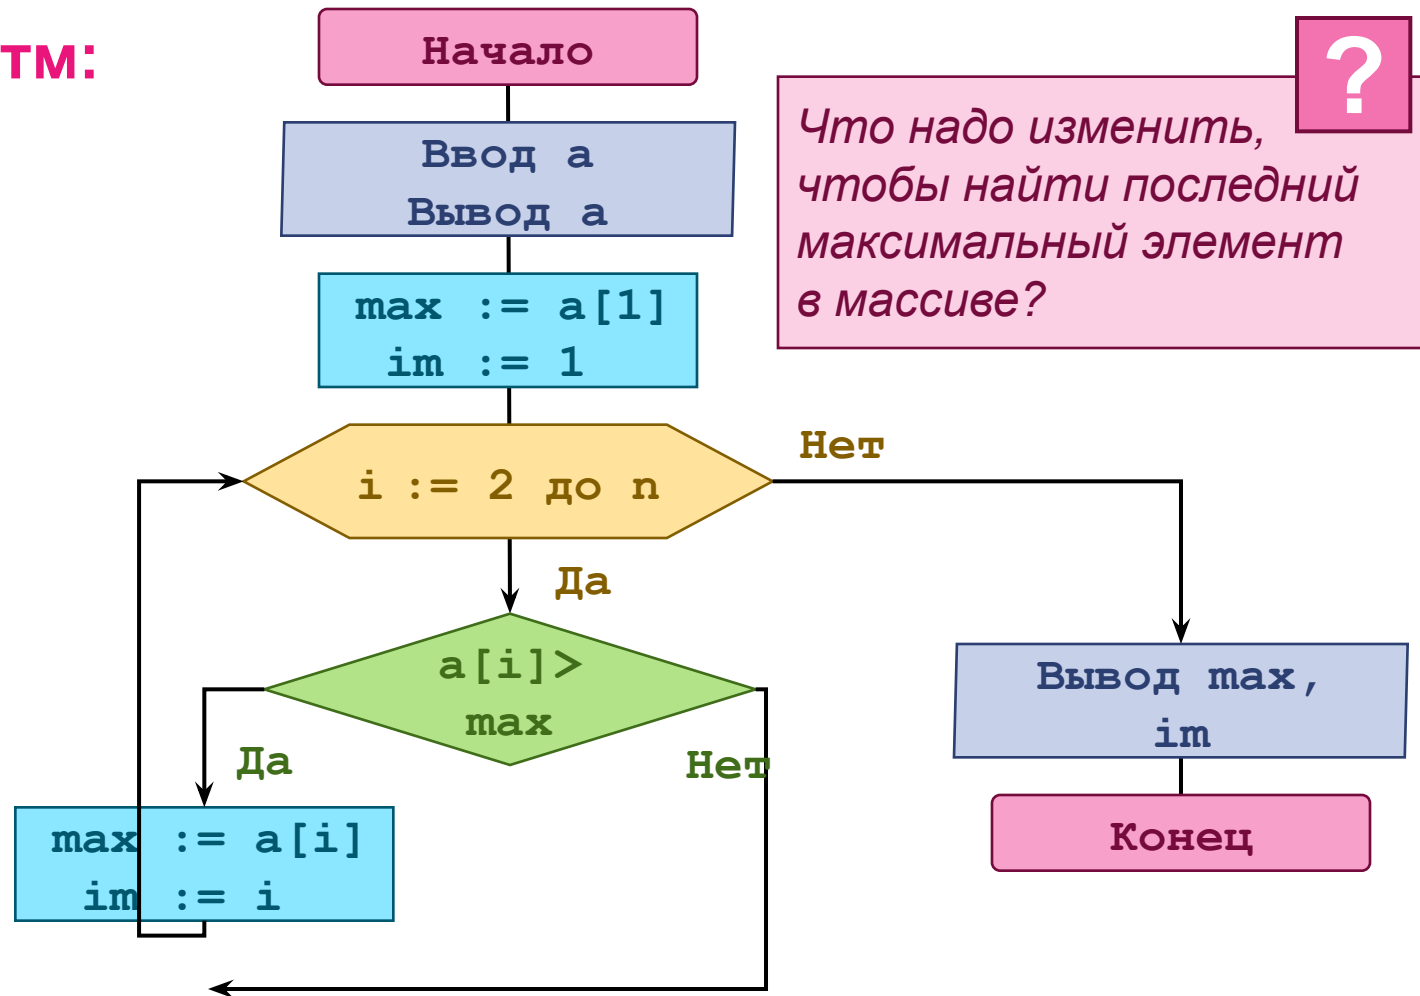 тм:
Начало
?
Что надо изменить,
чтобы найти последний
максимальный элемент
в массиве?
Ввод a
Вывод a
max := a[1]
im := 1
i := 2 до n
Нет
Да
a[i]>
max
Да
Нет
max := a[i]
im := i
Вывод max,
im
Конец